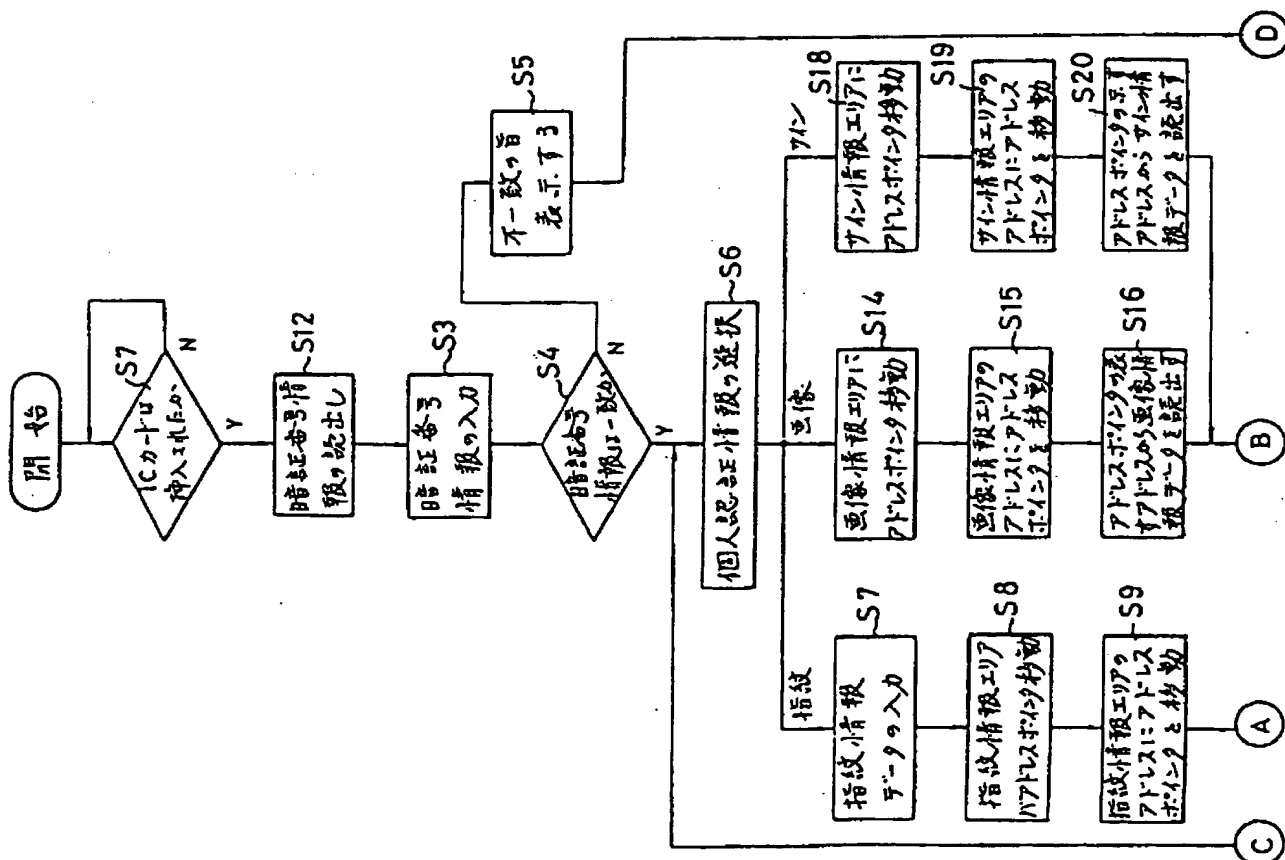 開始
S7
ICカードは
挿入されたか
N
Y
S12
暗証番号情
報の読出し
S3
暗証番号
情報の入力
S4
暗証番号
情報は一致か
N
Y
S5
不一致の旨
表示する
S6
個人認証情報の選択
指紋
画像
サイン
S7
指紋情報
データの入力
S8
指紋情報エリア
へアドレスポインタ移動
S9
指紋情報エリアの
アドレスにアドレス
ポインタを移動
S14
画像情報エリアに
アドレスポインタ移動
S15
画像情報エリアの
アドレスにアドレス
ポインタを移動
S16
アドレスポインタの表
すアドレスから画像情
報データを読出す
S18
サイン情報エリアに
アドレスポインタ移動
S19
サイン情報エリアの
アドレスにアドレス
ポインタを移動
S20
アドレスポインタの示す
アドレスからサイン情
報データを読出す
C
A
B
D